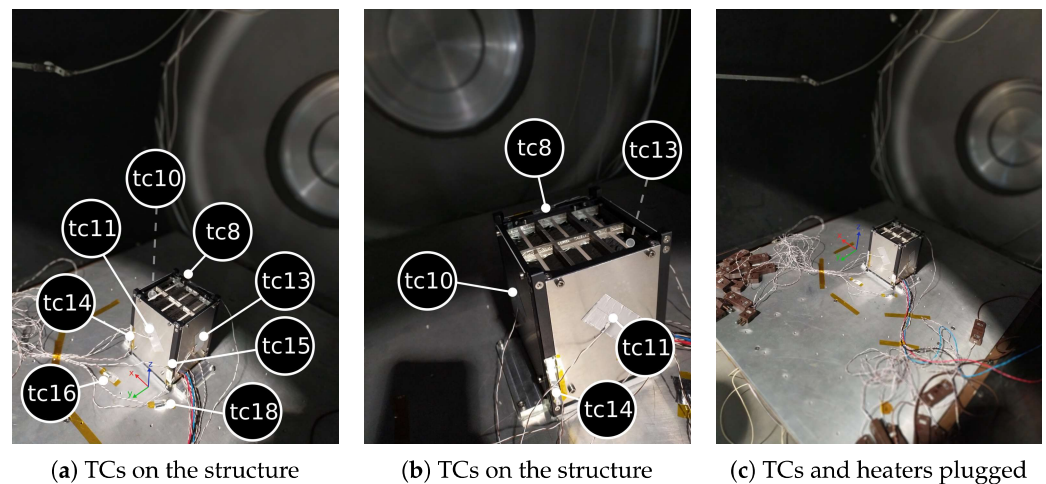 tc10
tc11
tc8
tc13
tc14
tc15
tc16
tc18
z
x
y
(a) TCs on the structure
tc8
tc13
tc10
tc11
tc14
(b) TCs on the structure
(c) TCs and heaters plugged